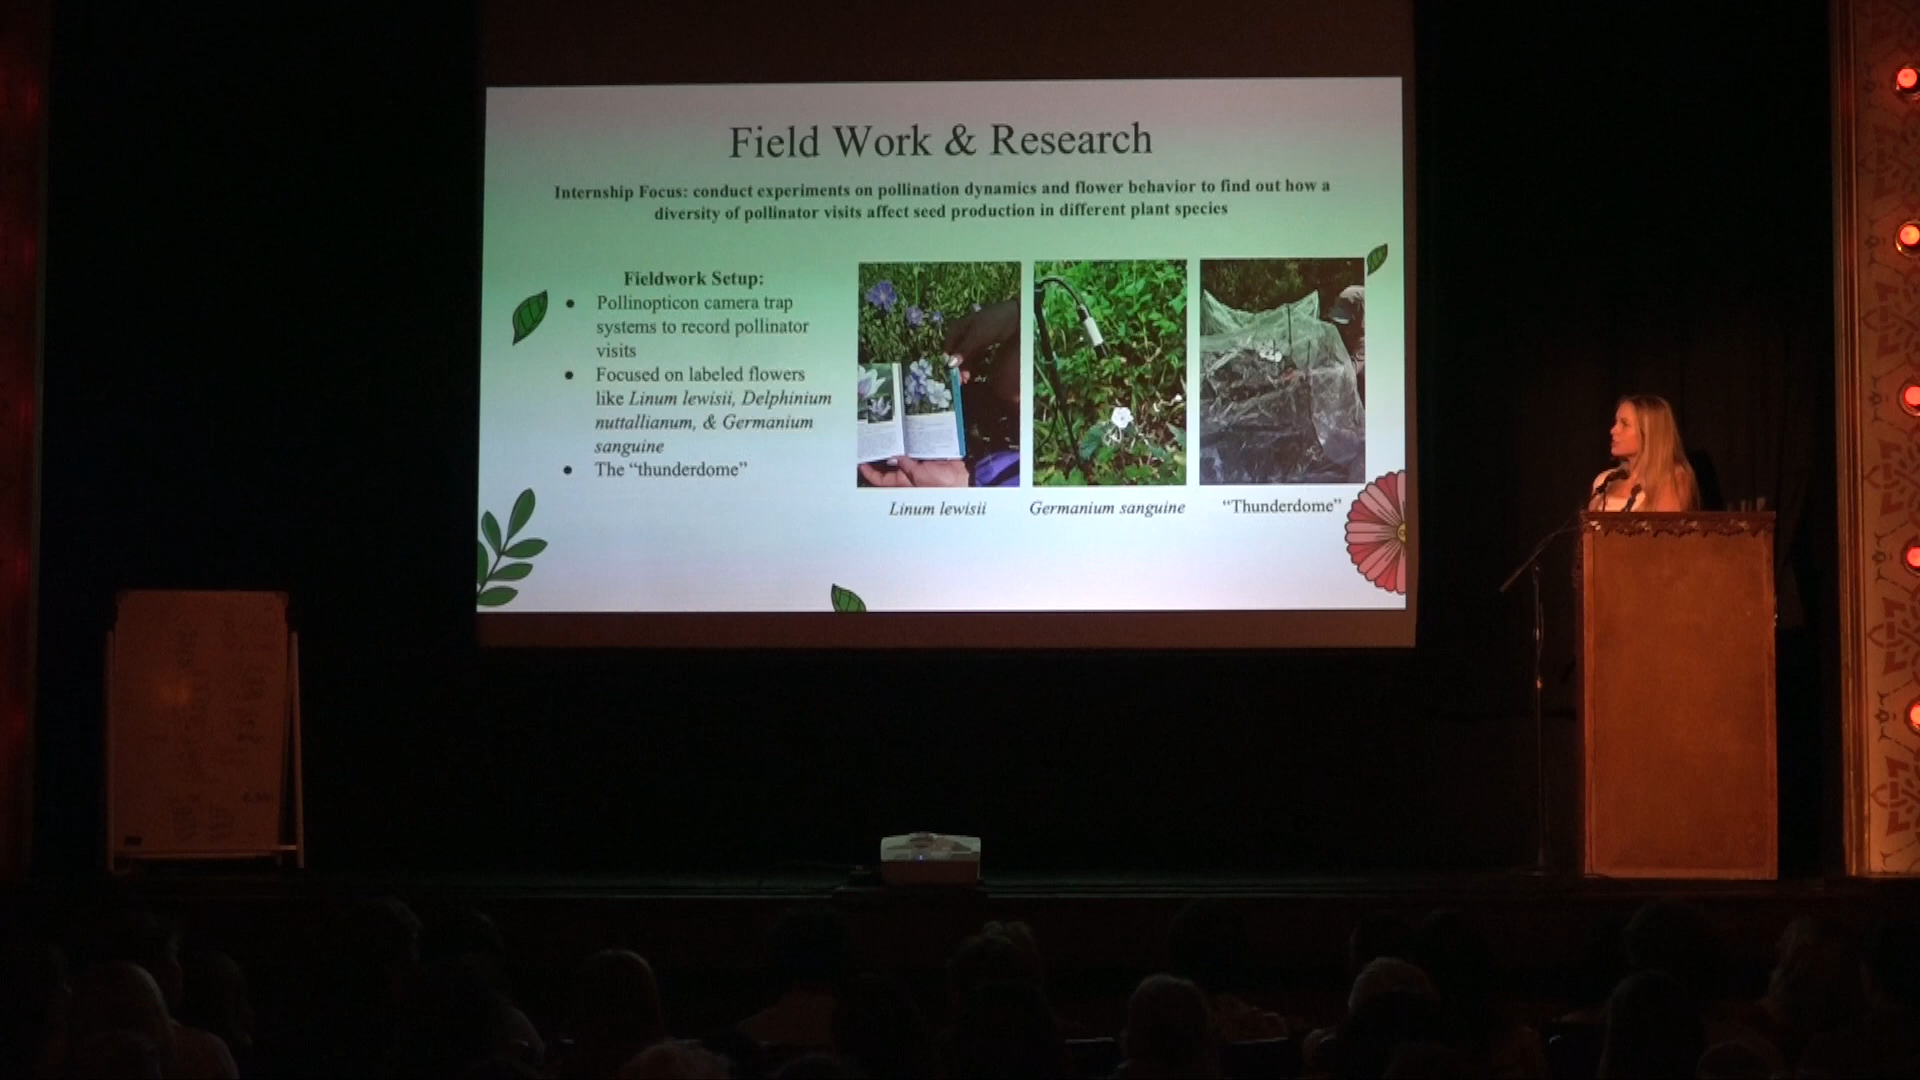 Field Work & Research
Internship Focus: conduct experiments on pollination dynamics and flower behavior to find out how a
diversity of pollinator visits affect seed production in different plant species
Fieldwork Setup:
● Pollinopticon camera trap
systems to record pollinator
visits
● Focused on labeled flowers
like Linum lewisii, Delphinium
nuttallianum, & Germanium
sanguine
● The “thunderdome”
Linum lewisii
Germanium sanguine
“Thunderdome”